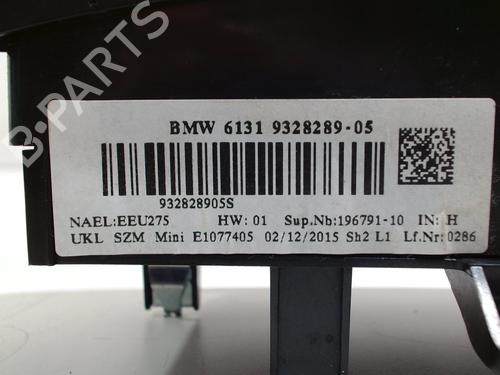 BMW 6131 9328289-05
932828905S
NAEL:EEU275 HW: 01 Sup.Nb:196791-10 IN: H
UKL SZM Mini E1077405 02/12/2015 Sh2 L1 Lf.Nr:0286
B-PARTS